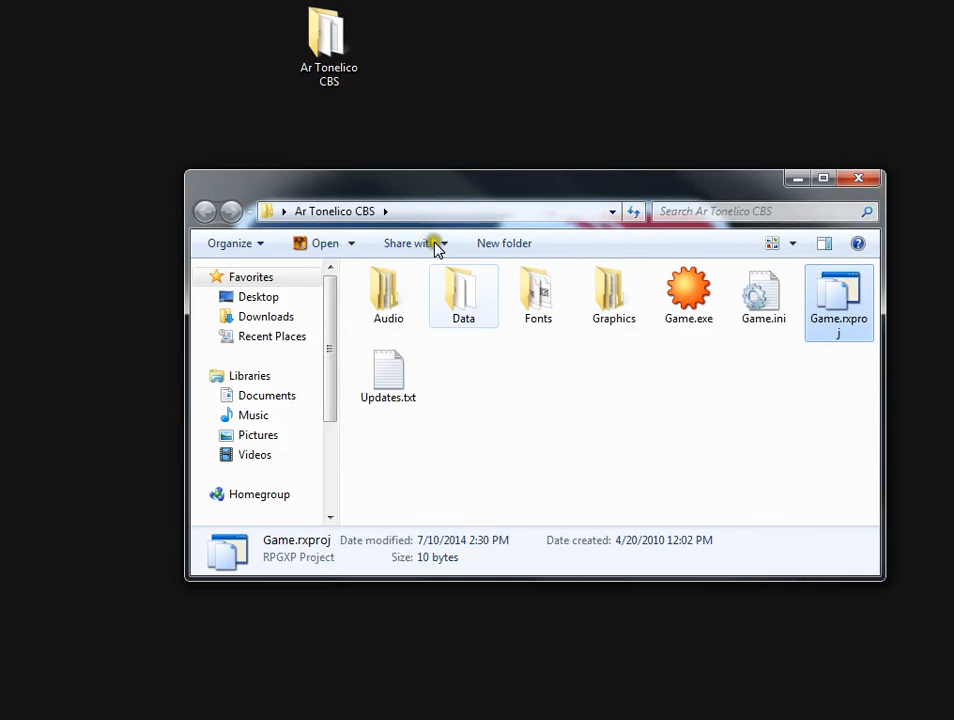 Ar Tonelico
CBS
Ar Tonelico CBS
Search Ar Tonelico CBS
Organize
Open
Share with
New folder
Favorites
Desktop
Downloads
Recent Places
Libraries
Documents
Music
Pictures
Videos
Homegroup
Audio
Data
Fonts
Graphics
Game.exe
Game.ini
Game.rxpro
j
Updates.txt
Game.rxproj Date modified: 7/10/2014 2:30 PM Date created: 4/20/2010 12:02 PM
RPGXP Project Size: 10 bytes